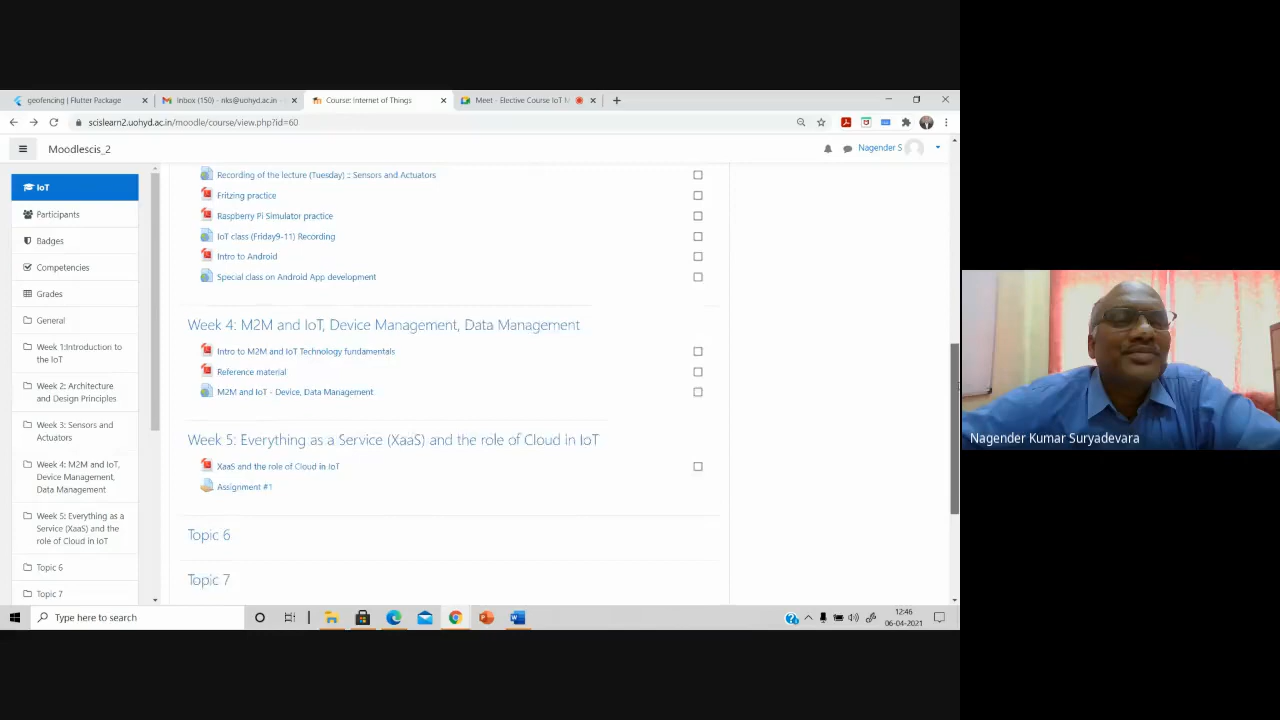 geofencing | Flutter Package
Inbox (150) - nks@uohyd.ac.in
Course: Internet of Things
Meet - Elective Course IoT M
scislearn2.uohyd.ac.in/moodle/course/view.php?id=60
Moodlescis_2
Nagender S
IoT
Participants
Badges
Competencies
Grades
General
Week 1:Introduction to
the IoT
Week 2: Architecture
and Design Principles
Week 3: Sensors and
Actuators
Week 4: M2M and IoT,
Device Management,
Data Management
Week 5: Everything as a
Service (XaaS) and the
role of Cloud in IoT
Topic 6
Topic 7
Recording of the lecture (Tuesday) :: Sensors and Actuators
Fritzing practice
Raspberry Pi Simulator practice
IoT class (Friday9-11) Recording
Intro to Android
Special class on Android App development
Week 4: M2M and IoT, Device Management, Data Management
Intro to M2M and IoT Technology fundamentals
Reference material
M2M and IoT - Device, Data Management
Week 5: Everything as a Service (XaaS) and the role of Cloud in IoT
XaaS and the role of Cloud in IoT
Assignment #1
Topic 6
Topic 7
Nagender Kumar Suryadevara
Type here to search
12:46
06-04-2021